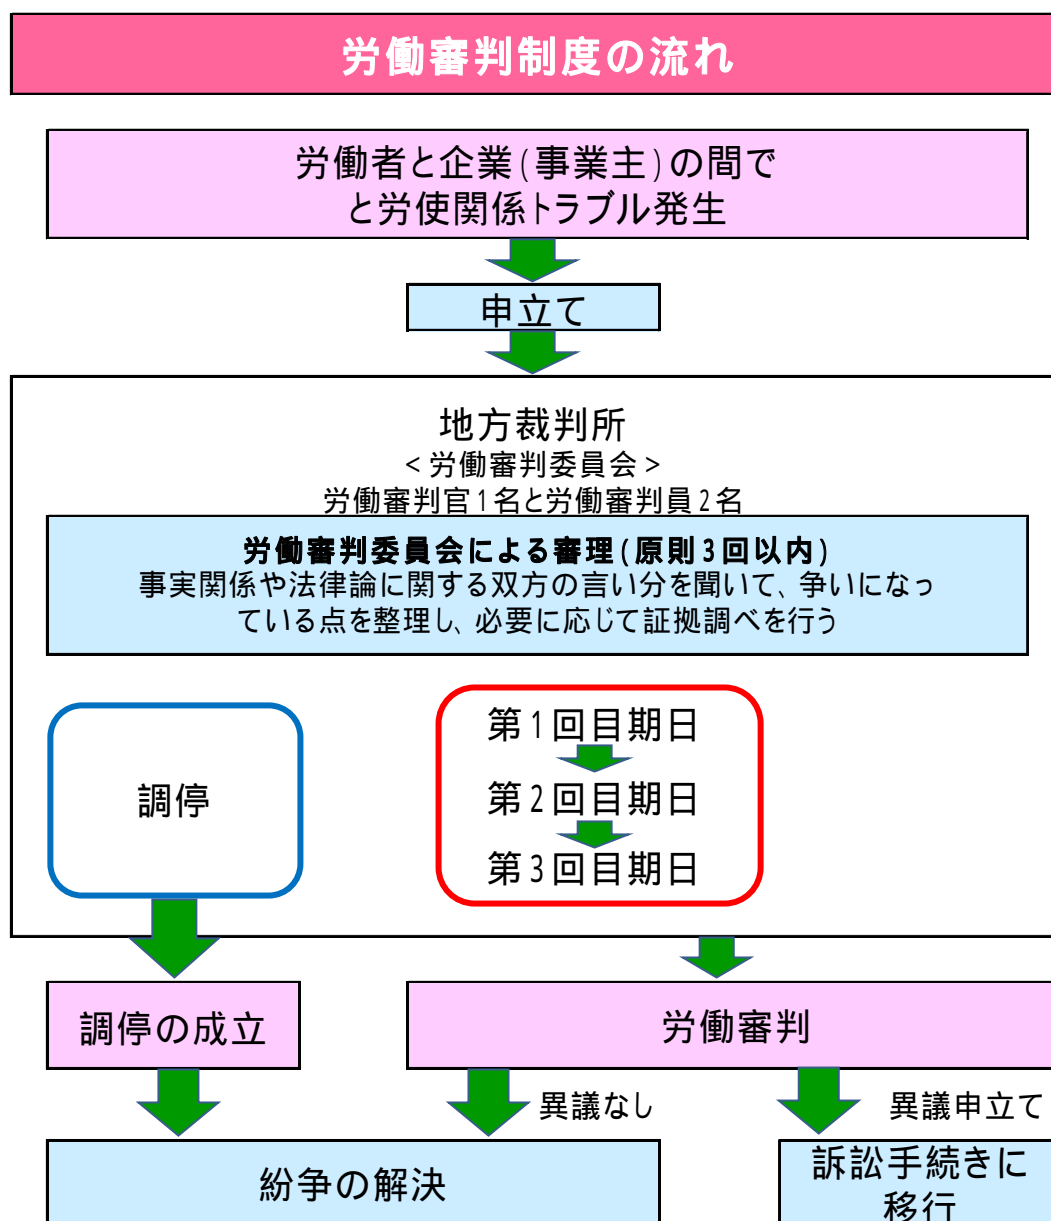 労働審判制度の流れ
労働者と企業(事業主)の間で
と労使関係トラブル発生
申立て
地方裁判所
<労働審判委員会>
労働審判官1名と労働審判員2名
労働審判委員会による審理(原則3回以内)
事実関係や法律論に関する双方の言い分を聞いて、争いになっ
ている点を整理し、必要に応じて証拠調べを行う
調停
第1回目期日
第2回目期日
第3回目期日
調停の成立
労働審判
異議なし
異議申立て
紛争の解決
訴訟手続きに
移行